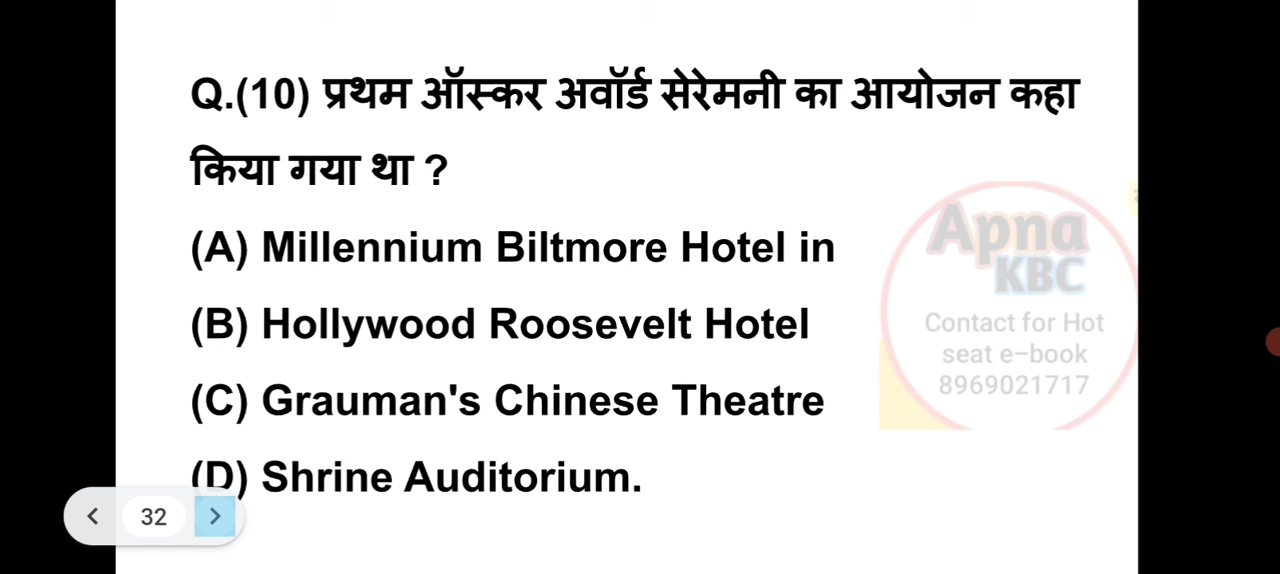 Q.(10) प्रथम ऑस्कर अवॉर्ड सेरेमनी का आयोजन कहा
किया गया था ?
(A) Millennium Biltmore Hotel in
(B) Hollywood Roosevelt Hotel
(C) Grauman's Chinese Theatre
(D) Shrine Auditorium.
Apna
KBC
Contact for Hot
seat e-book
8969021717
32